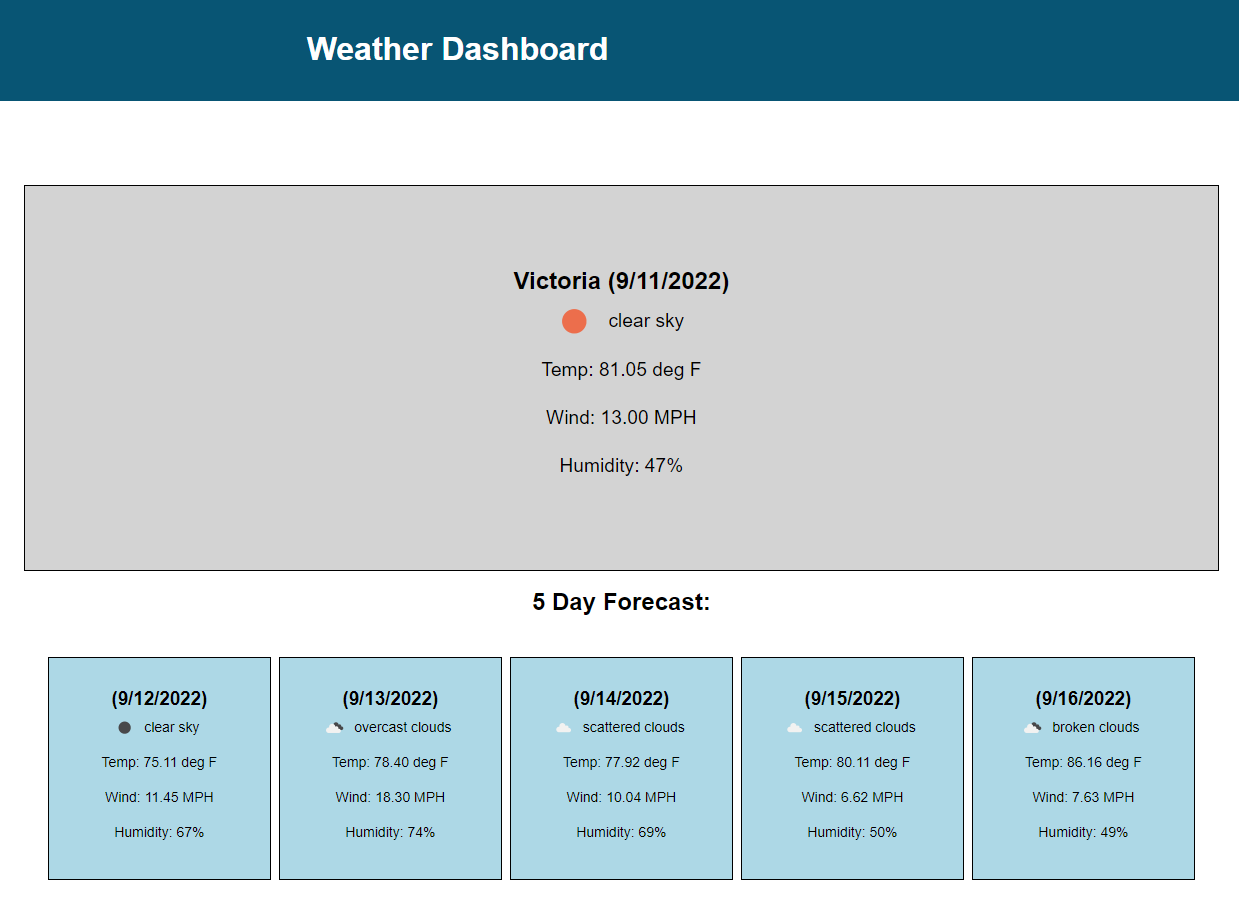 Weather Dashboard
Victoria (9/11/2022)
clear sky
Temp: 81.05 deg F
Wind: 13.00 MPH
Humidity: 47%
5 Day Forecast:
(9/12/2022)
clear sky
Temp: 75.11 deg F
Wind: 11.45 MPH
Humidity: 67%
(9/13/2022)
overcast clouds
Temp: 78.40 deg F
Wind: 18.30 MPH
Humidity: 74%
(9/14/2022)
scattered clouds
Temp: 77.92 deg F
Wind: 10.04 MPH
Humidity: 69%
(9/15/2022)
scattered clouds
Temp: 80.11 deg F
Wind: 6.62 MPH
Humidity: 50%
(9/16/2022)
broken clouds
Temp: 86.16 deg F
Wind: 7.63 MPH
Humidity: 49%